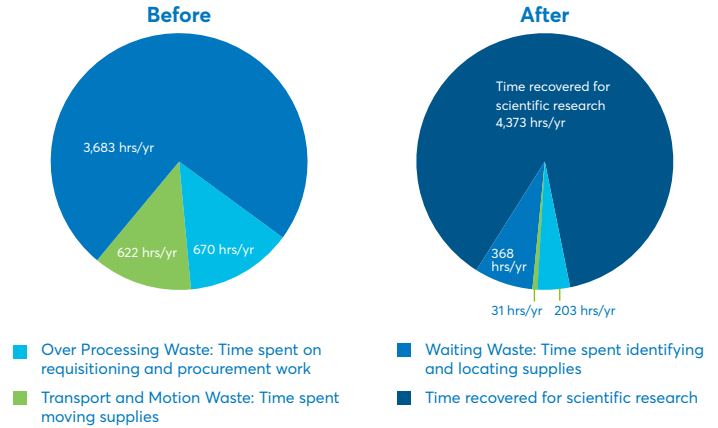 Before
3,683 hrs/yr
622 hrs/yr
670 hrs/yr
After
Time recovered for
scientific research
4,373 hrs/yr
368
hrs/yr
31 hrs/yr
203 hrs/yr
Over Processing Waste: Time spent on
requisitioning and procurement work
Transport and Motion Waste: Time spent
moving supplies
Waiting Waste: Time spent identifying
and locating supplies
Time recovered for scientific research